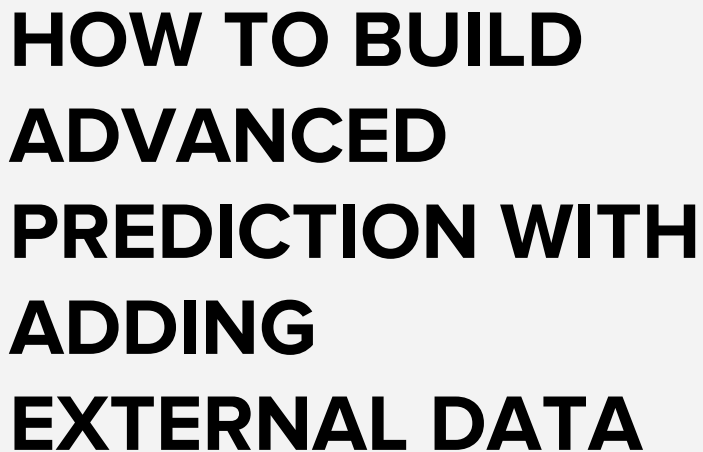 HOW TO BUILD
ADVANCED
PREDICTION WITH
ADDING
EXTERNAL DATA